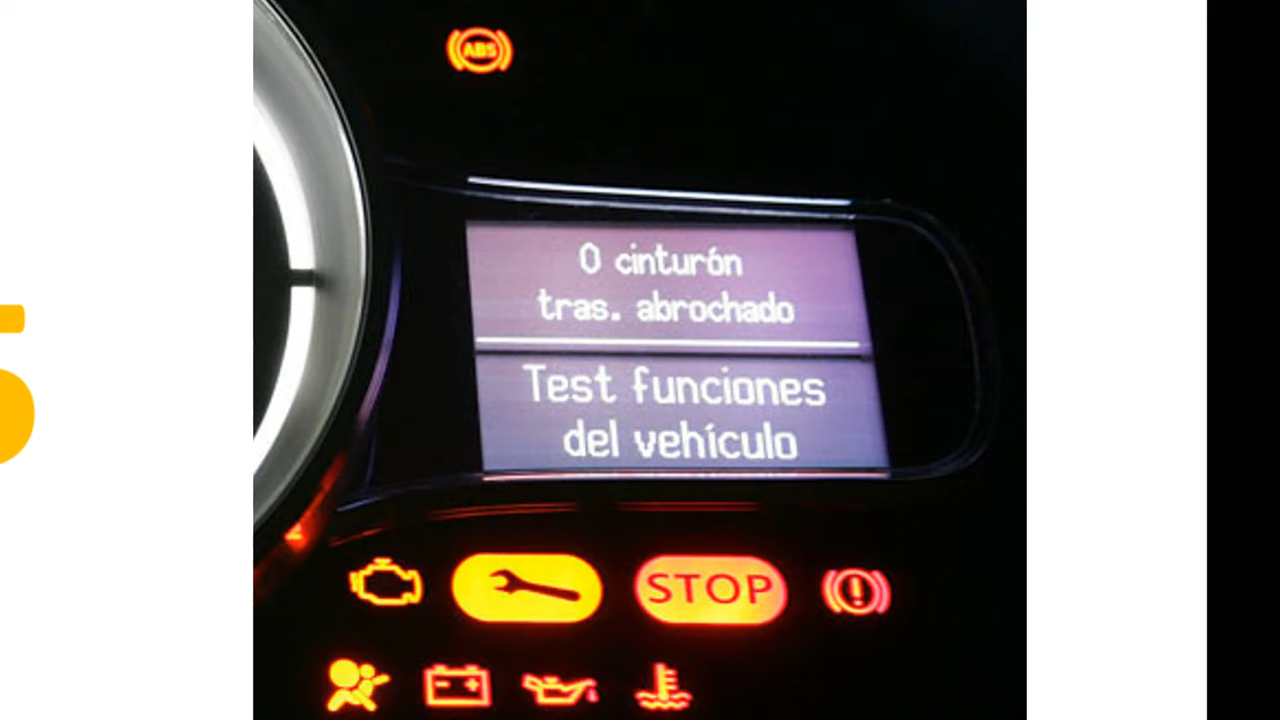 ABS
0 cinturón
tras. abrochado
Test funciones
del vehículo
STOP